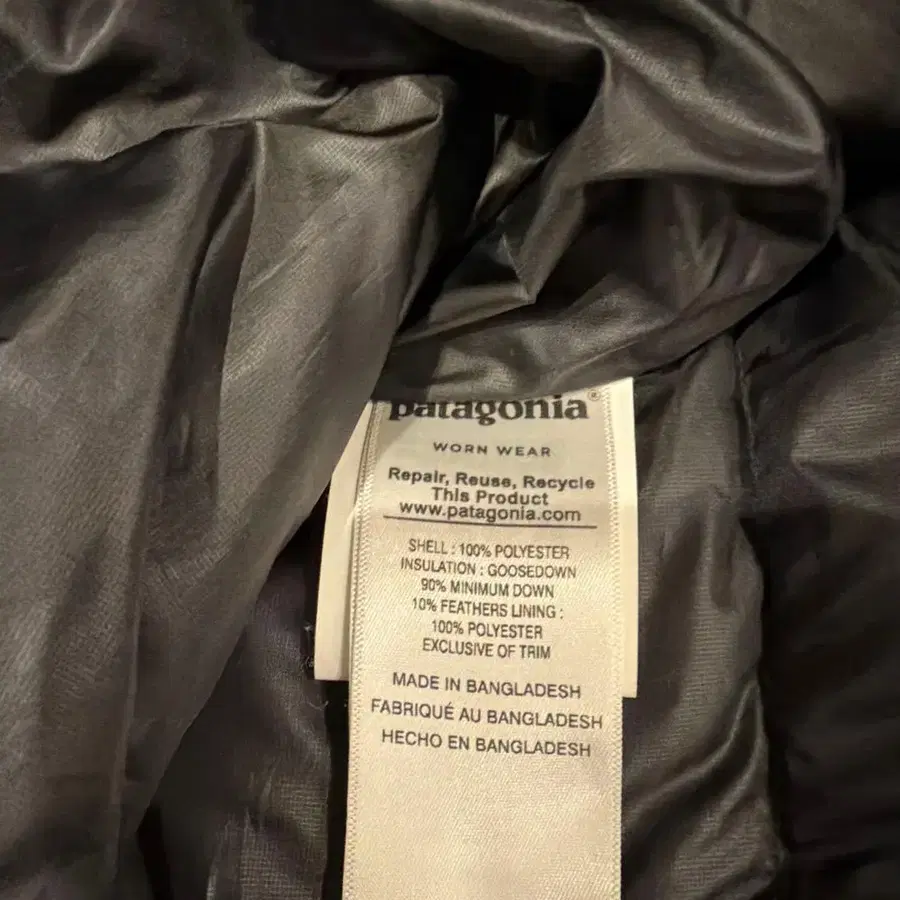 patagonia®
WORN WEAR
Repair, Reuse, Recycle
This Product
www.patagonia.com
SHELL : 100% POLYESTER
INSULATION : GOOSEDOWN
90% MINIMUM DOWN
10% FEATHERS LINING :
100% POLYESTER
EXCLUSIVE OF TRIM
MADE IN BANGLADESH
FABRIQUÉ AU BANGLADESH
HECHO EN BANGLADESH